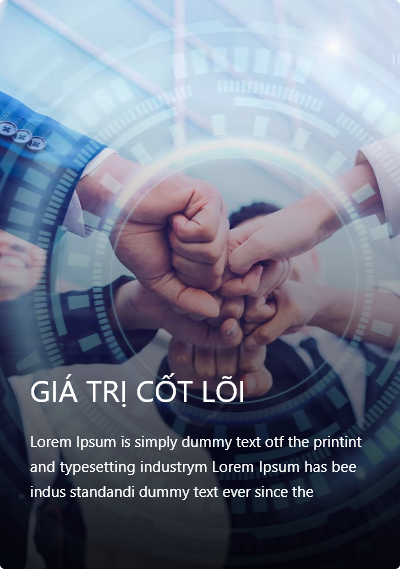 GIÁ TRỊ CỐT LÕI
Lorem Ipsum is simply dummy text otf the printint
and typesetting industrym Lorem Ipsum has bee
indus standandi dummy text ever since the